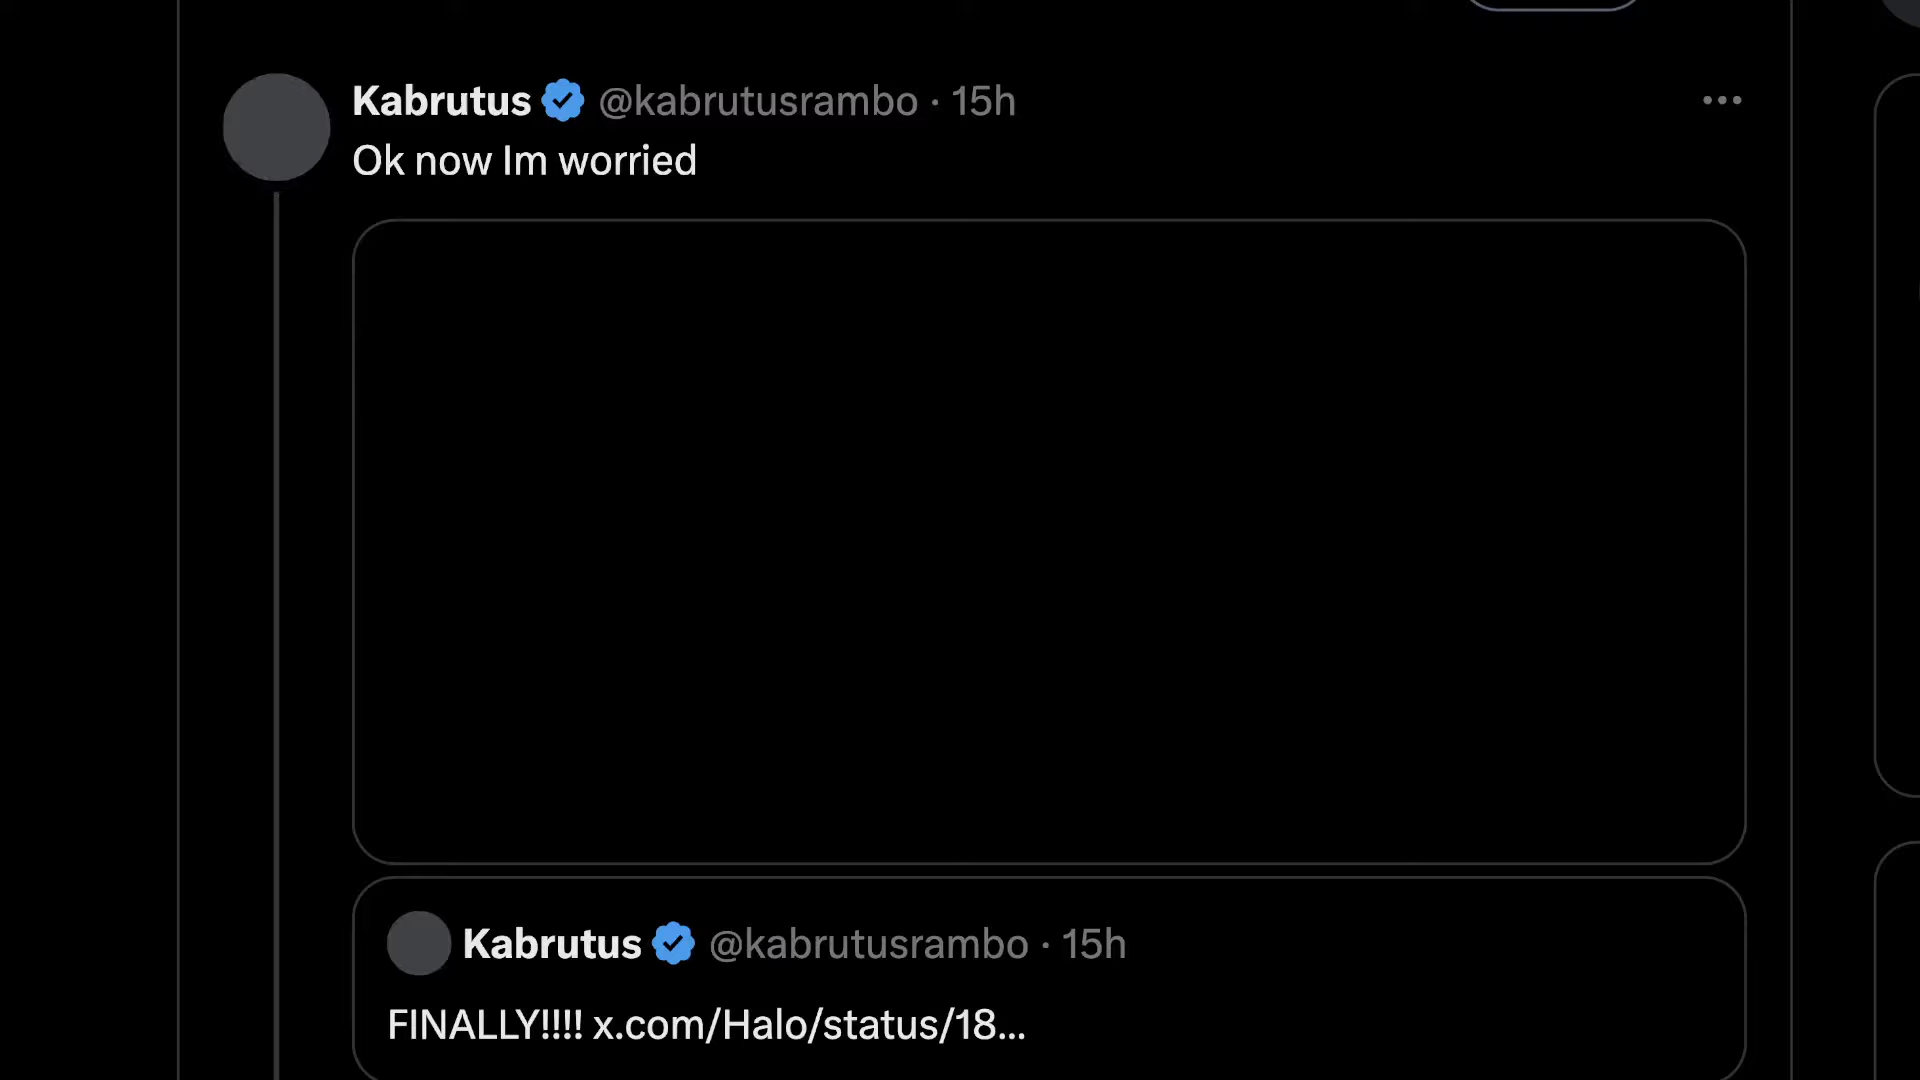 Kabrutus @kabrutusrambo · 15h
Ok now Im worried
Kabrutus @kabrutusrambo · 15h
FINALLY!!!! x.com/Halo/status/18...